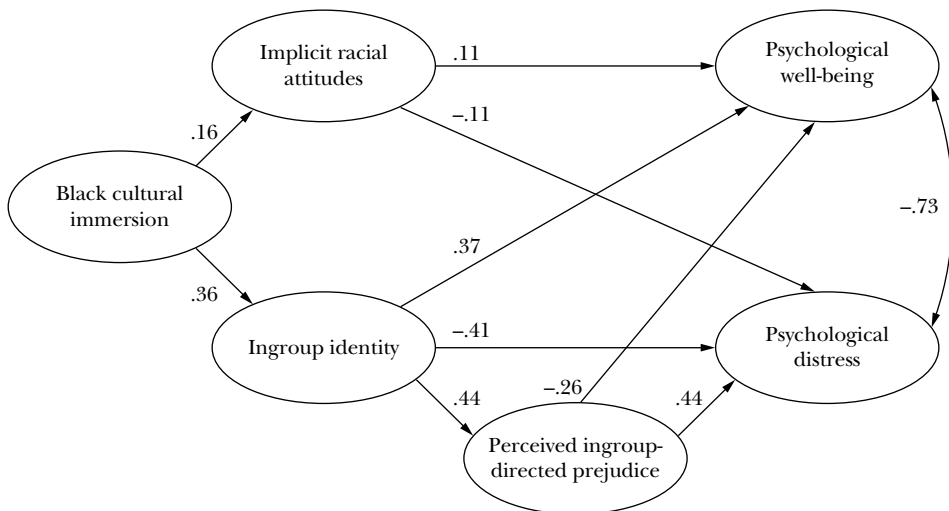 Implicit racial
attitudes
Psychological
well-being
.11
–.11
.16
Black cultural
immersion
–.73
.37
.36
Ingroup identity
–.41
Psychological
distress
.44
–.26
.44
Perceived ingroup-
directed prejudice